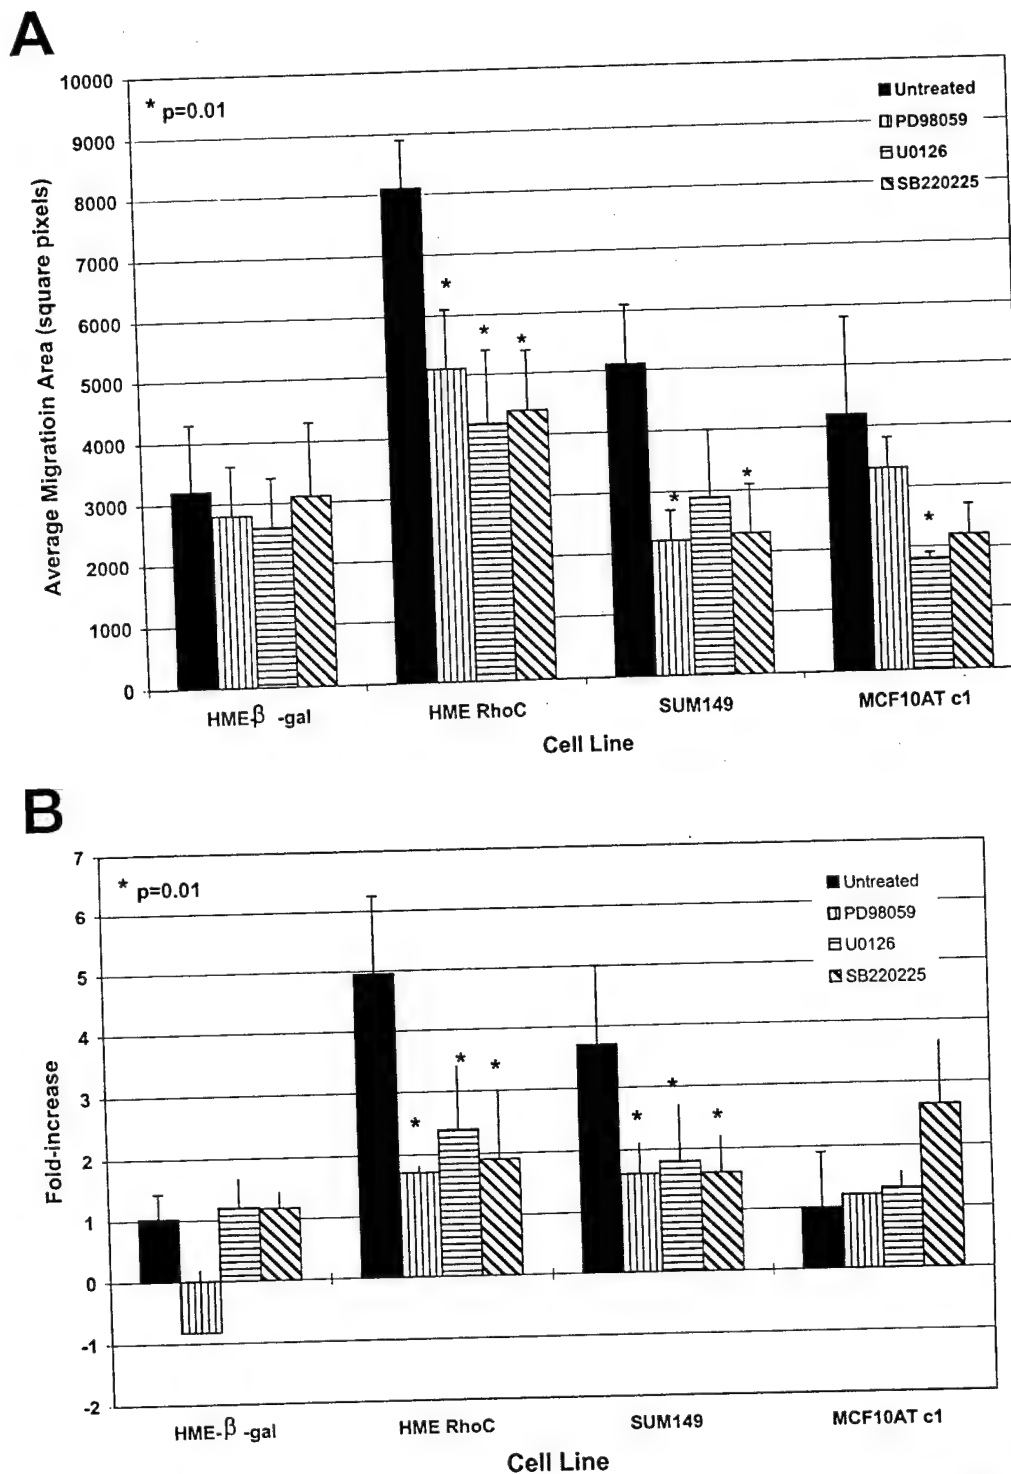 A
10000
9000
8000
7000
6000
5000
4000
3000
2000
1000
0
Average Migratioin Area (square pixels)
* p=0.01
Untreated
PD98059
U0126
SB220225
* * *
* *
*
HME-β -gal HME RhoC SUM149 MCF10AT c1
Cell Line
B
7
6
5
4
3
2
1
0
-1
-2
Fold-increase
* p=0.01
Untreated
PD98059
U0126
SB220225
* * *
* * *
HME-β -gal HME RhoC SUM149 MCF10AT c1
Cell Line